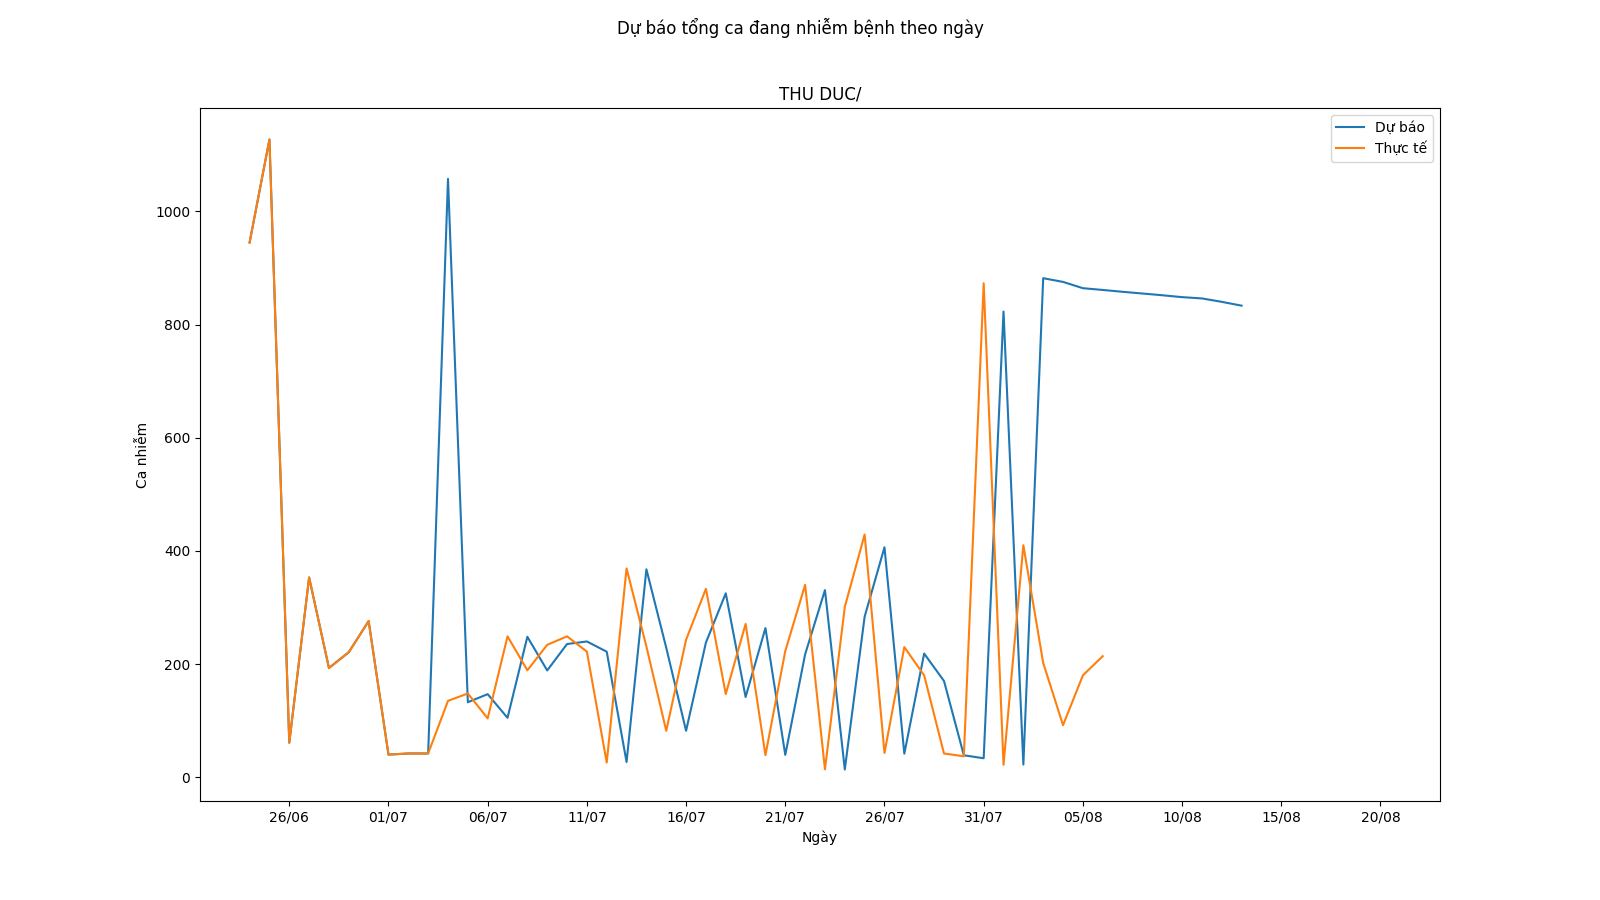 Dự báo tổng ca đang nhiễm bệnh theo ngày
THU DUC/
Dự báo
Thực tế
1000
800
600
400
200
0
Ca nhiễm
26/06 01/07 06/07 11/07 16/07 21/07 26/07 31/07 05/08 10/08 15/08 20/08
Ngày